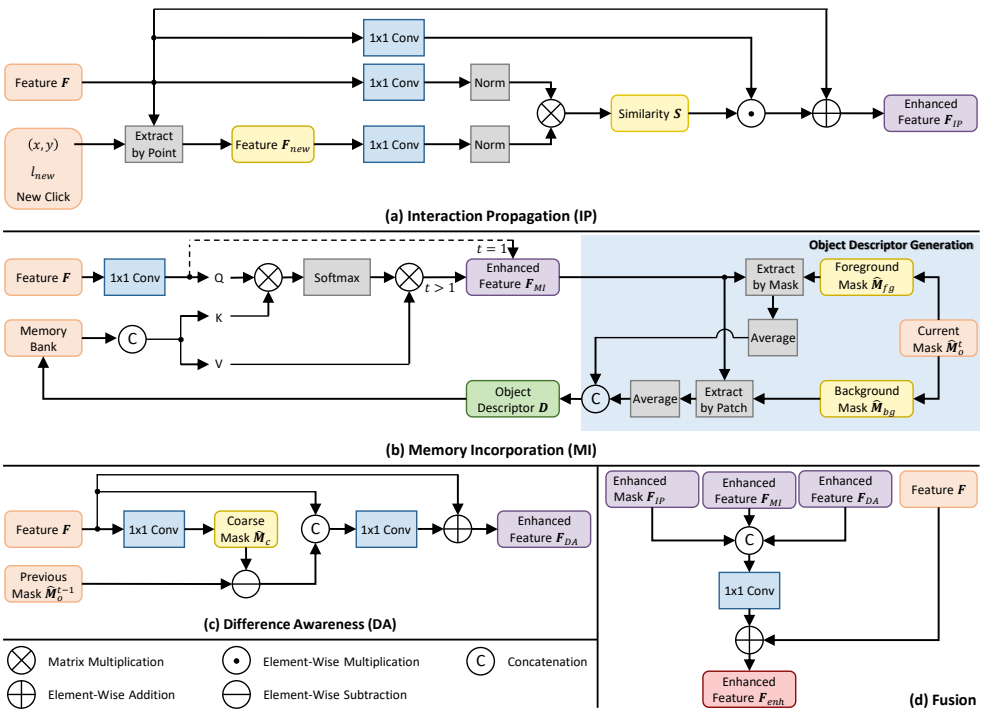 1x1 Conv
Feature F
1x1 Conv
Norm
Similarity S
Enhanced
Feature F_IP
(x, y)
l_new
New Click
Extract
by Point
Feature F_new
1x1 Conv
Norm
(a) Interaction Propagation (IP)
Object Descriptor Generation
t = 1
Feature F
1x1 Conv
Q
Softmax
t > 1
Enhanced
Feature F_MI
Extract
by Mask
Foreground
Mask M̂_fg
K
Memory
Bank
C
V
Average
Current
Mask M̂_o^t
Object
Descriptor D
C
Average
Extract
by Patch
Background
Mask M̂_bg
(b) Memory Incorporation (MI)
Feature F
1x1 Conv
Coarse
Mask M̂_c
C
1x1 Conv
Enhanced
Feature F_DA
Previous
Mask M̂_o^{t−1}
(c) Difference Awareness (DA)
Enhanced
Mask F_IP
Enhanced
Feature F_MI
Enhanced
Feature F_DA
Feature F
C
1x1 Conv
Enhanced
Feature F_enh
(d) Fusion
Matrix Multiplication
Element-Wise Multiplication
C Concatenation
Element-Wise Addition
Element-Wise Subtraction